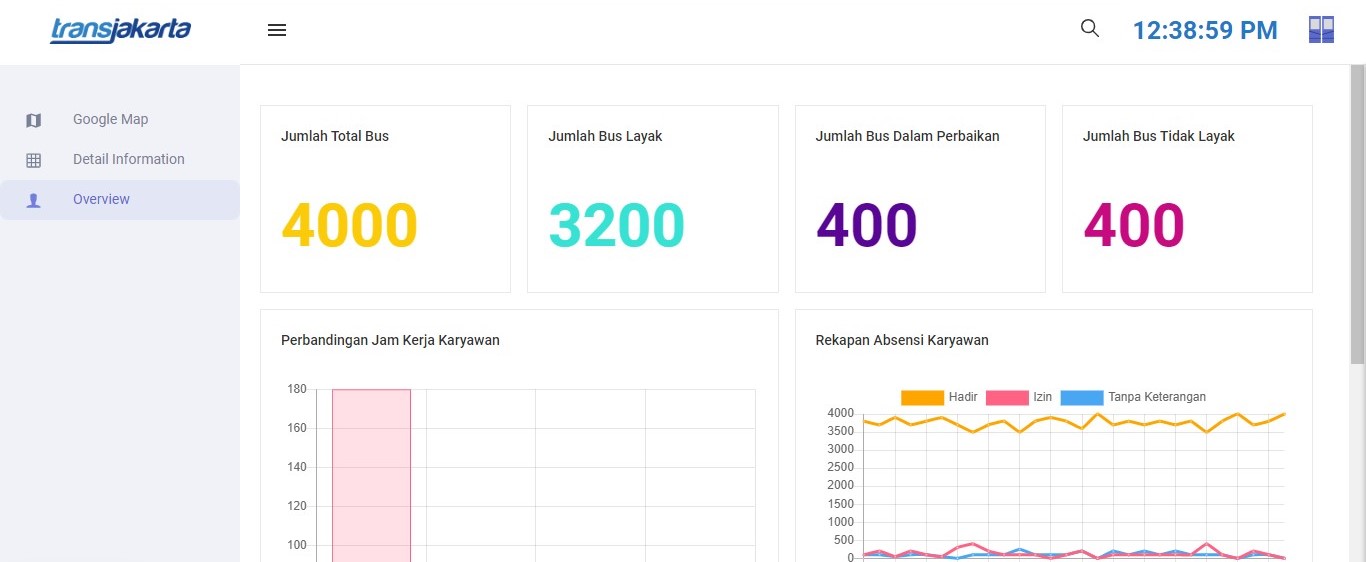 transjakarta
12:38:59 PM
Google Map
Detail Information
Overview
Jumlah Total Bus
4000
Jumlah Bus Layak
3200
Jumlah Bus Dalam Perbaikan
400
Jumlah Bus Tidak Layak
400
Perbandingan Jam Kerja Karyawan
180
160
140
120
100
Rekapan Absensi Karyawan
Hadir Izin Tanpa Keterangan
4000
3500
3000
2500
2000
1500
1000
500
0